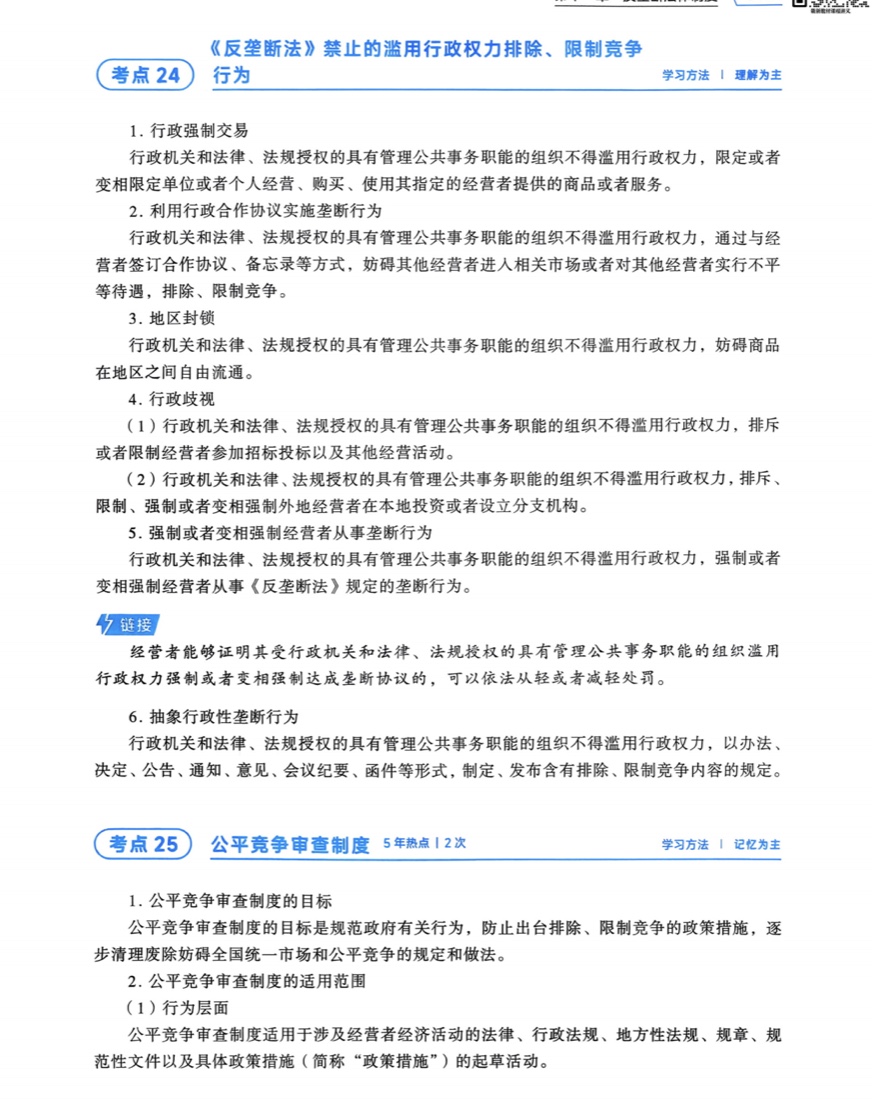 《反垄断法》禁止的滥用行政权力排除、限制竞争
考点 24 行为 学习方法 | 理解为主
1. 行政强制交易
行政机关和法律、法规授权的具有管理公共事务职能的组织不得滥用行政权力，限定或者
变相限定单位或者个人经营、购买、使用其指定的经营者提供的商品或者服务。
2. 利用行政合作协议实施垄断行为
行政机关和法律、法规授权的具有管理公共事务职能的组织不得滥用行政权力，通过与经
营者签订合作协议、备忘录等方式，妨碍其他经营者进入相关市场或者对其他经营者实行不平
等待遇，排除、限制竞争。
3. 地区封锁
行政机关和法律、法规授权的具有管理公共事务职能的组织不得滥用行政权力，妨碍商品
在地区之间自由流通。
4. 行政歧视
（1）行政机关和法律、法规授权的具有管理公共事务职能的组织不得滥用行政权力，排斥
或者限制经营者参加招标投标以及其他经营活动。
（2）行政机关和法律、法规授权的具有管理公共事务职能的组织不得滥用行政权力，排斥、
限制、强制或者变相强制外地经营者在本地投资或者设立分支机构。
5. 强制或者变相强制经营者从事垄断行为
行政机关和法律、法规授权的具有管理公共事务职能的组织不得滥用行政权力，强制或者
变相强制经营者从事《反垄断法》规定的垄断行为。
链接
经营者能够证明其受行政机关和法律、法规授权的具有管理公共事务职能的组织滥用
行政权力强制或者变相强制达成垄断协议的，可以依法从轻或者减轻处罚。
6. 抽象行政性垄断行为
行政机关和法律、法规授权的具有管理公共事务职能的组织不得滥用行政权力，以办法、
决定、公告、通知、意见、会议纪要、函件等形式，制定、发布含有排除、限制竞争内容的规定。
考点 25 公平竞争审查制度 5年热点 | 2次 学习方法 | 记忆为主
1. 公平竞争审查制度的目标
公平竞争审查制度的目标是规范政府有关行为，防止出台排除、限制竞争的政策措施，逐
步清理废除妨碍全国统一市场和公平竞争的规定和做法。
2. 公平竞争审查制度的适用范围
（1）行为层面
公平竞争审查制度适用于涉及经营者经济活动的法律、行政法规、地方性法规、规章、规
范性文件以及具体政策措施（简称“政策措施”）的起草活动。